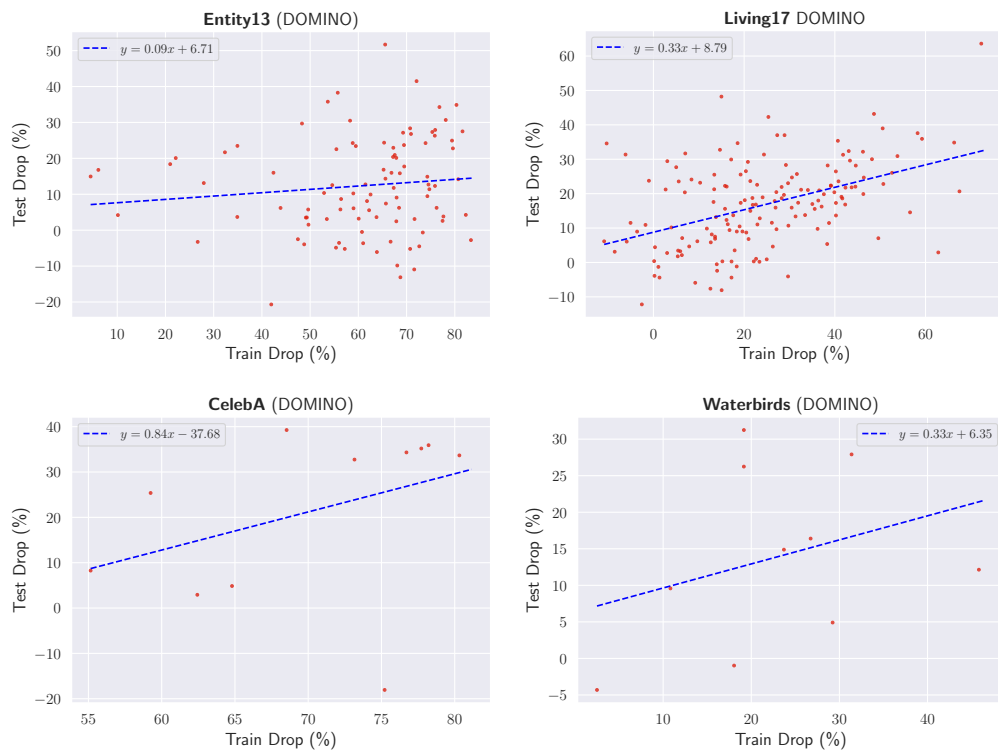 Entity13 (DOMINO)
y = 0.09x + 6.71
50
40
30
20
10
0
−10
−20
Test Drop (%)
10 20 30 40 50 60 70 80
Train Drop (%)
Living17 DOMINO
y = 0.33x + 8.79
60
50
40
30
20
10
0
−10
Test Drop (%)
0 20 40 60
Train Drop (%)
CelebA (DOMINO)
y = 0.84x − 37.68
40
30
20
10
0
−10
−20
Test Drop (%)
55 60 65 70 75 80
Train Drop (%)
Waterbirds (DOMINO)
y = 0.33x + 6.35
30
25
20
15
10
5
0
−5
Test Drop (%)
10 20 30 40
Train Drop (%)